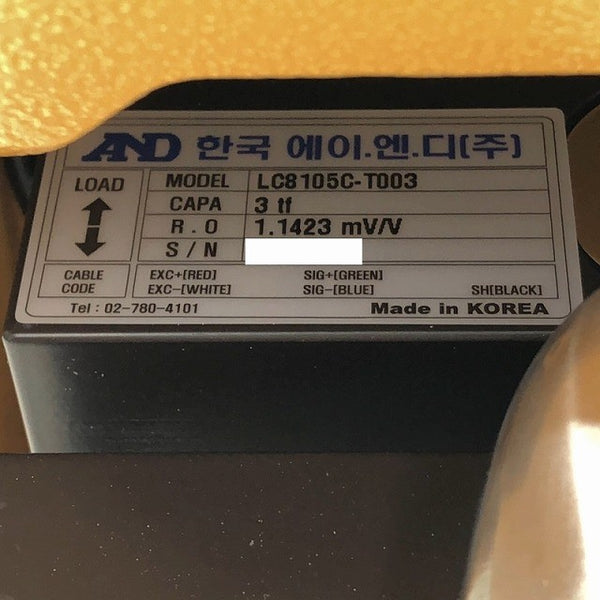 AND 한국 에이.엔.디(주)
LOAD
MODEL LC8105C-T003
CAPA 3 tf
R.O 1.1423 mV/V
S/N
CABLE CODE
EXC+[RED] SIG+[GREEN]
EXC-[WHITE] SIG-[BLUE] SH[BLACK]
Tel : 02-780-4101 Made in KOREA